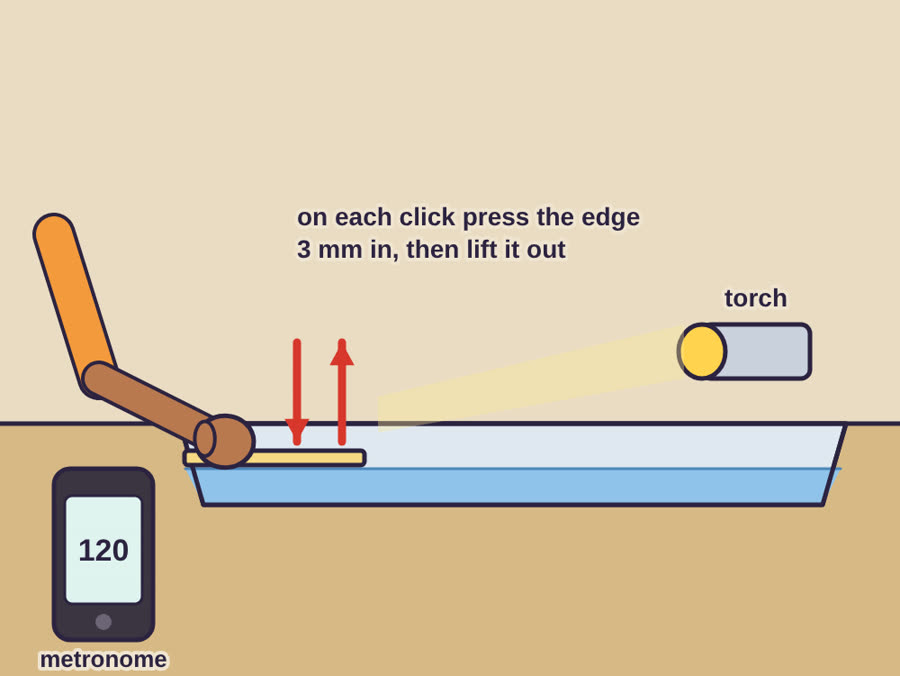 on each click press the edge
3 mm in, then lift it out
torch
120
metronome